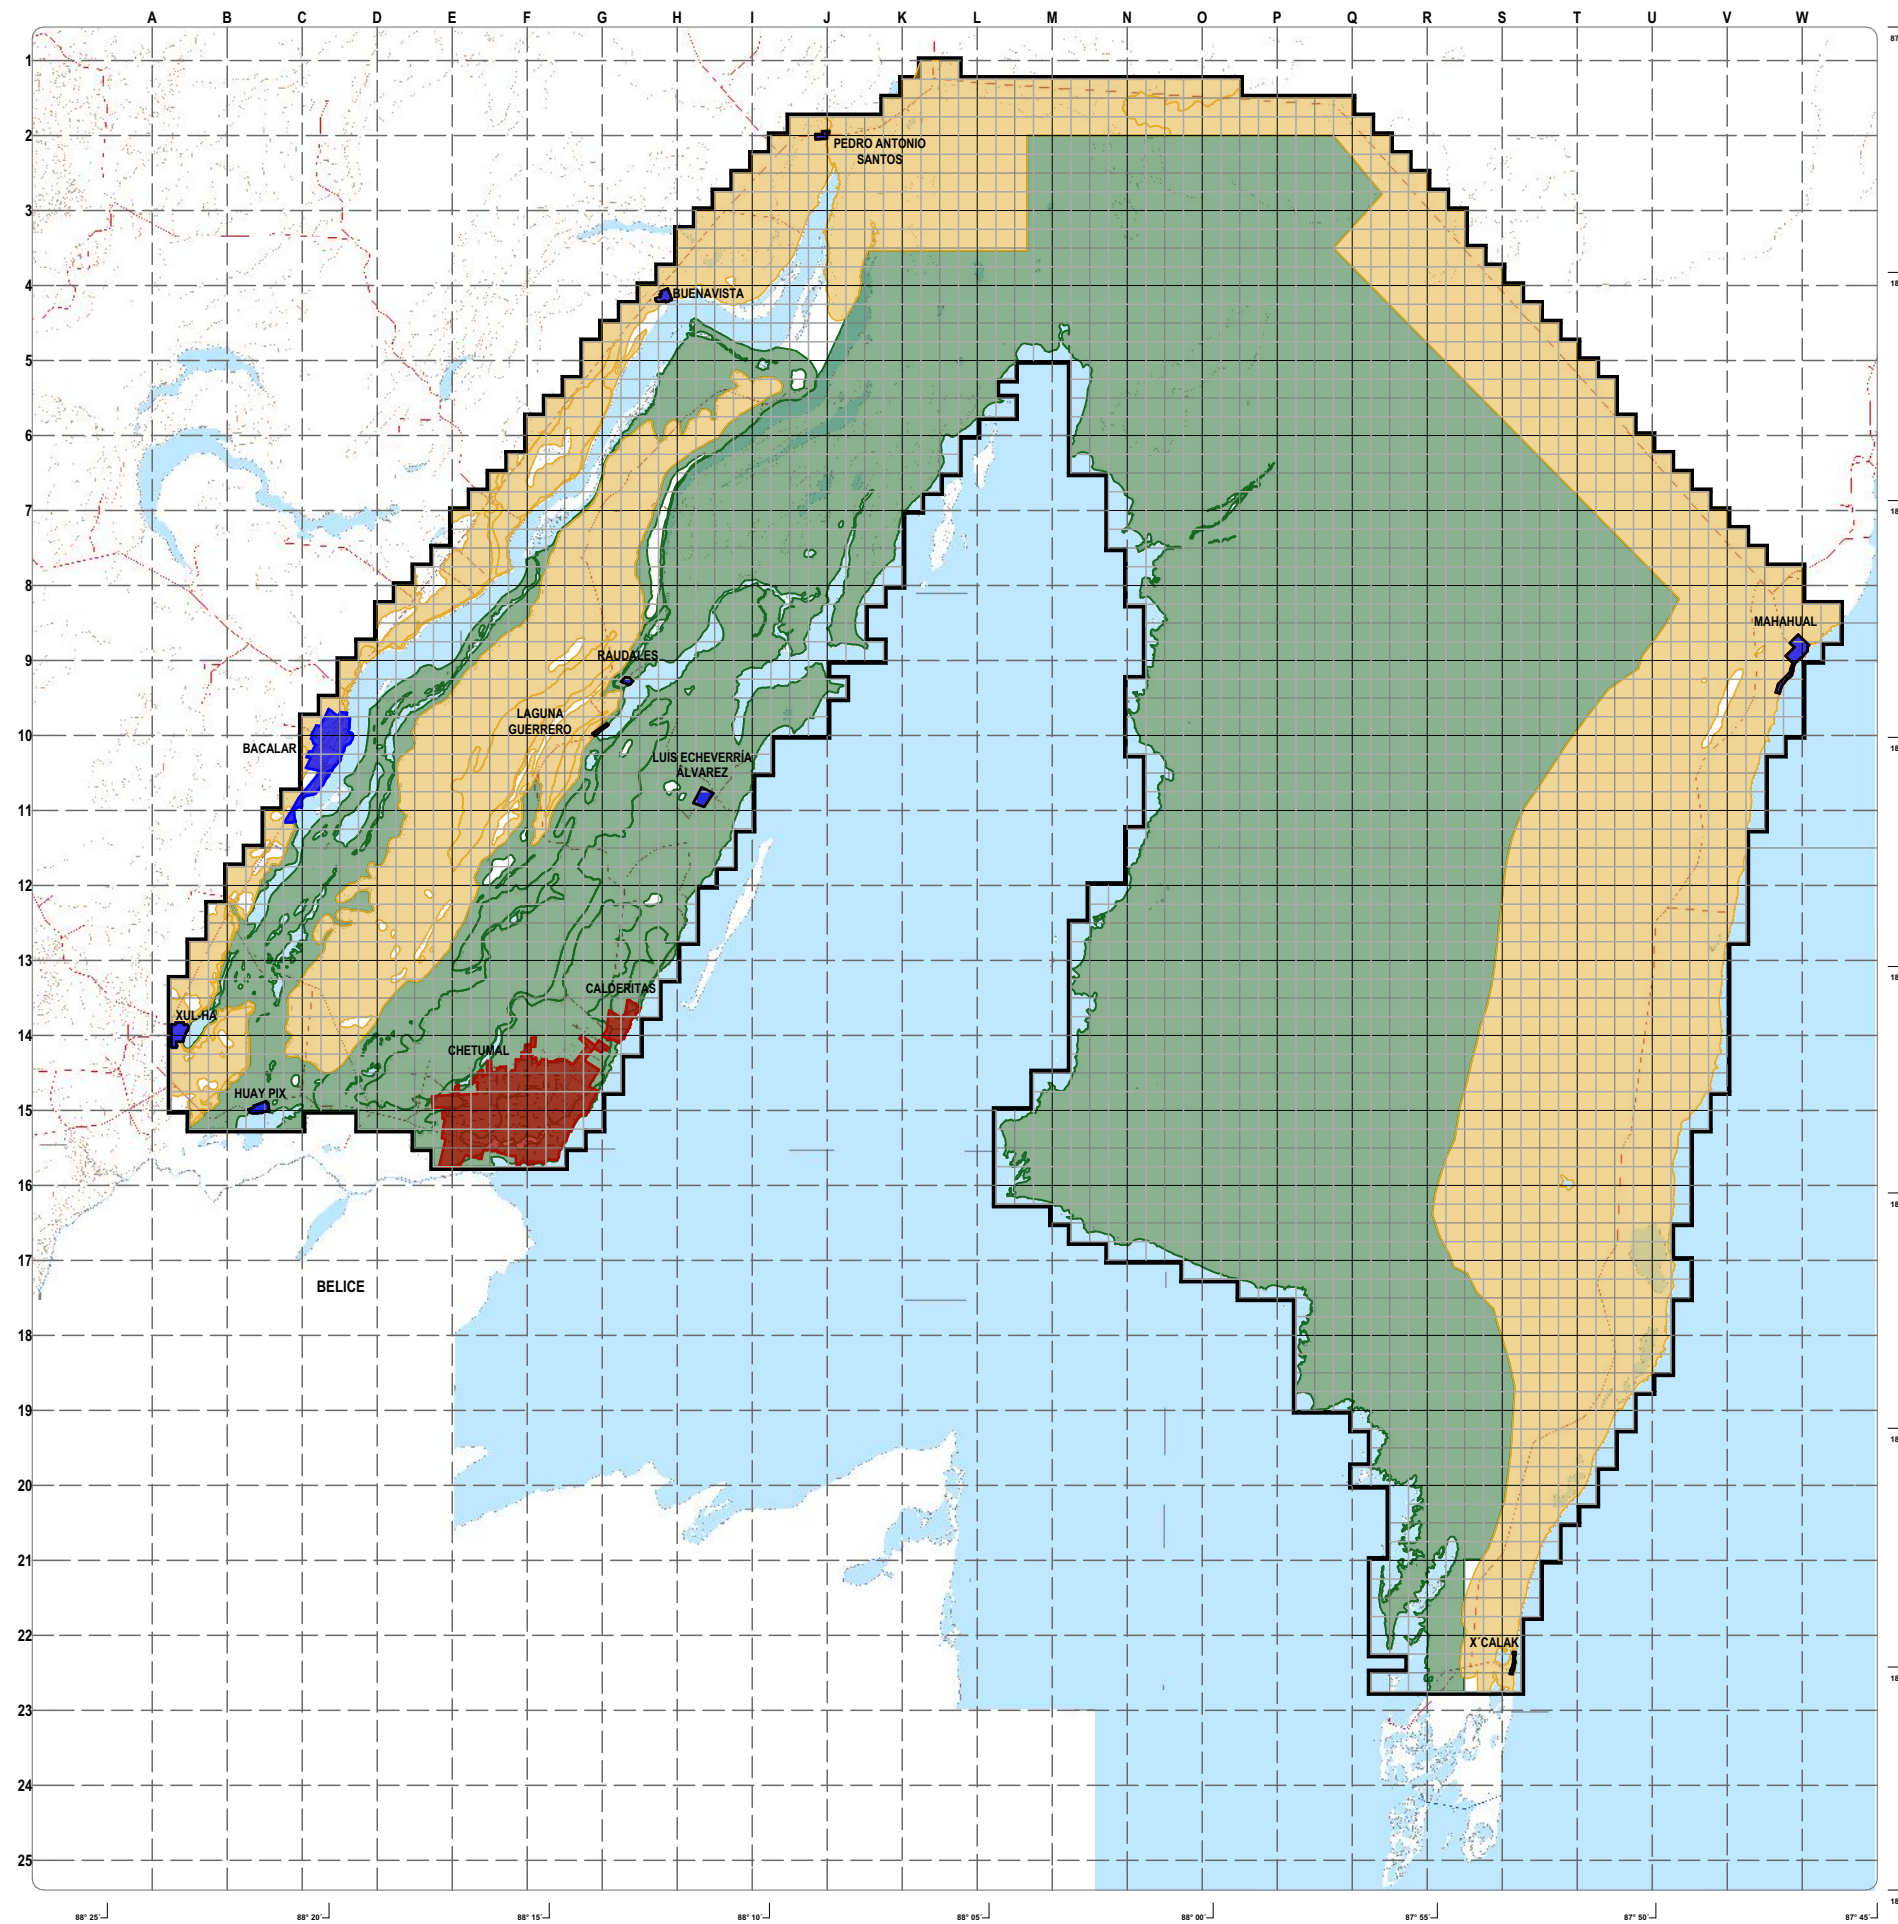 A B C D E F G H I J K L M N O P Q R S T U V W
1
2
3
4
5
6
7
8
9
10
11
12
13
14
15
16
17
18
19
20
21
22
23
24
25
PEDRO ANTONIO
SANTOS
BUENAVISTA
MAHAHUAL
RAUDALES
LAGUNA
GUERRERO
BACALAR
LUIS ECHEVERRÍA
ÁLVAREZ
CALDERITAS
XUL-HA
CHETUMAL
HUAY PIX
BELICE
X´CALAK
88° 25´
88° 20´
88° 15´
88° 10´
88° 05´
88° 00´
87° 55´
87° 50´
87° 45´